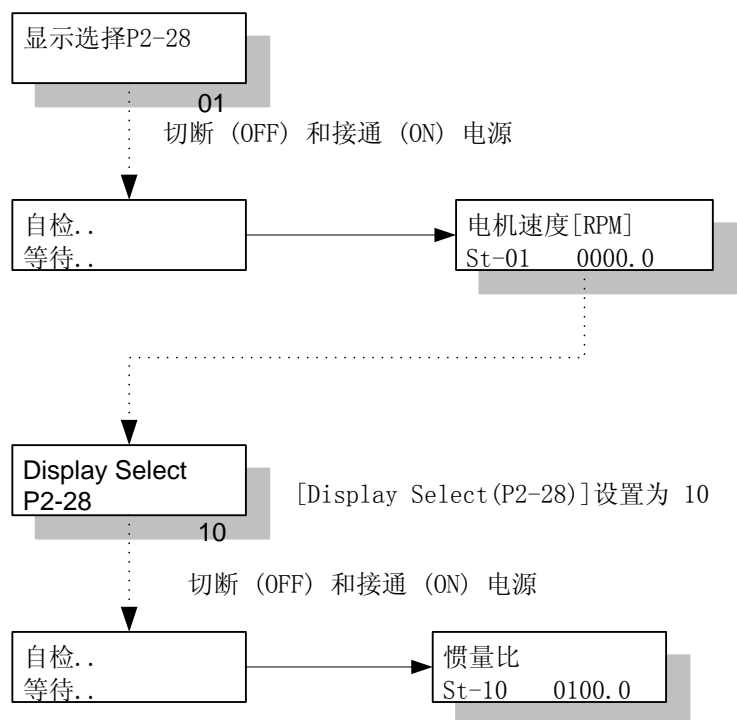 显示选择P2-28
01
切断 (OFF) 和接通 (ON) 电源
自检..
等待..
电机速度[RPM]
St-01 0000.0
Display Select
P2-28
10
[Display Select(P2-28)]设置为 10
切断 (OFF) 和接通 (ON) 电源
自检..
等待..
惯量比
St-10 0100.0